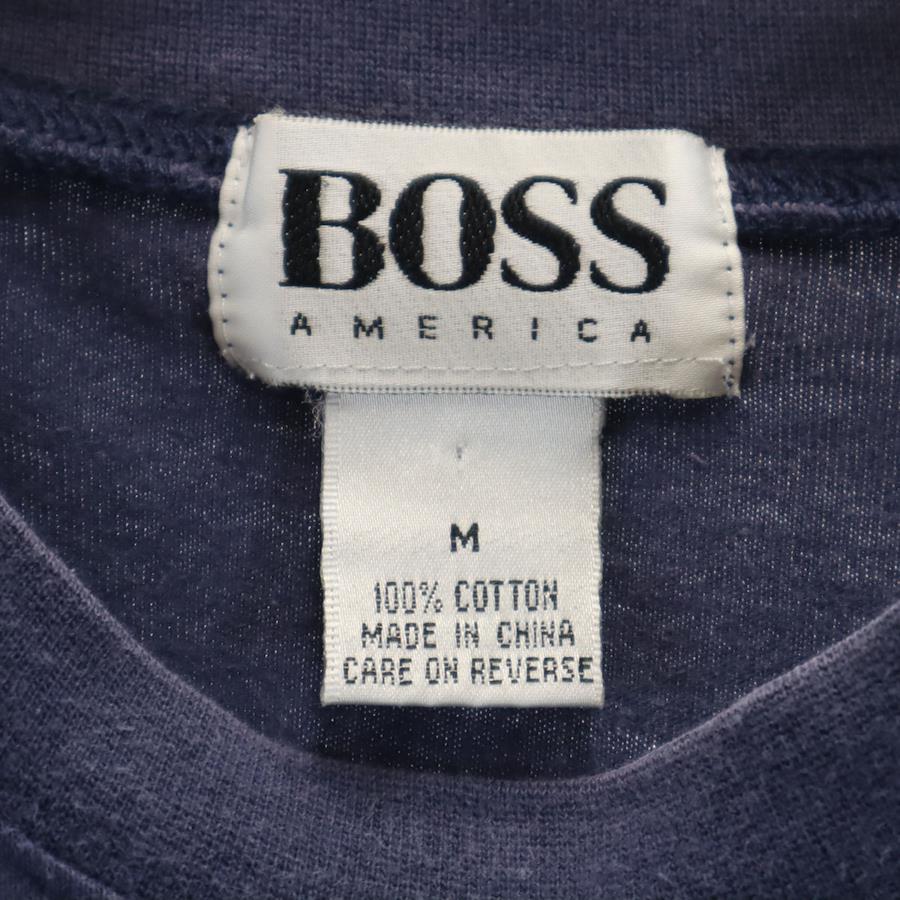 BOSS
AMERICA
M
100% COTTON
MADE IN CHINA
CARE ON REVERSE